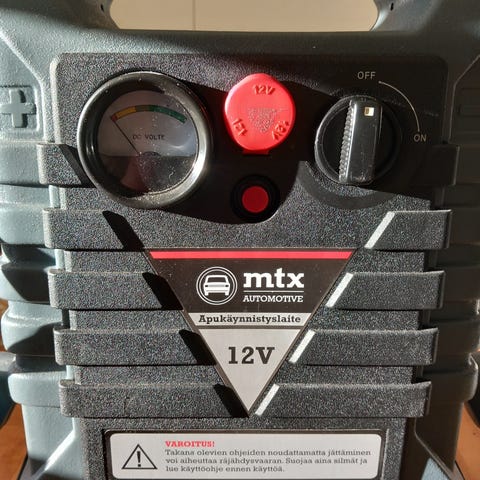 12V
OFF
ON
DC VOLTS
mtx
AUTOMOTIVE
Apukäynnistyslaite
12V
VAROITUS!
Takana olevien ohjeiden noudattamatta jättäminen
voi aiheuttaa räjähdysvaaran. Suojaa aina silmät ja
lue käyttöohje ennen käyttöä.